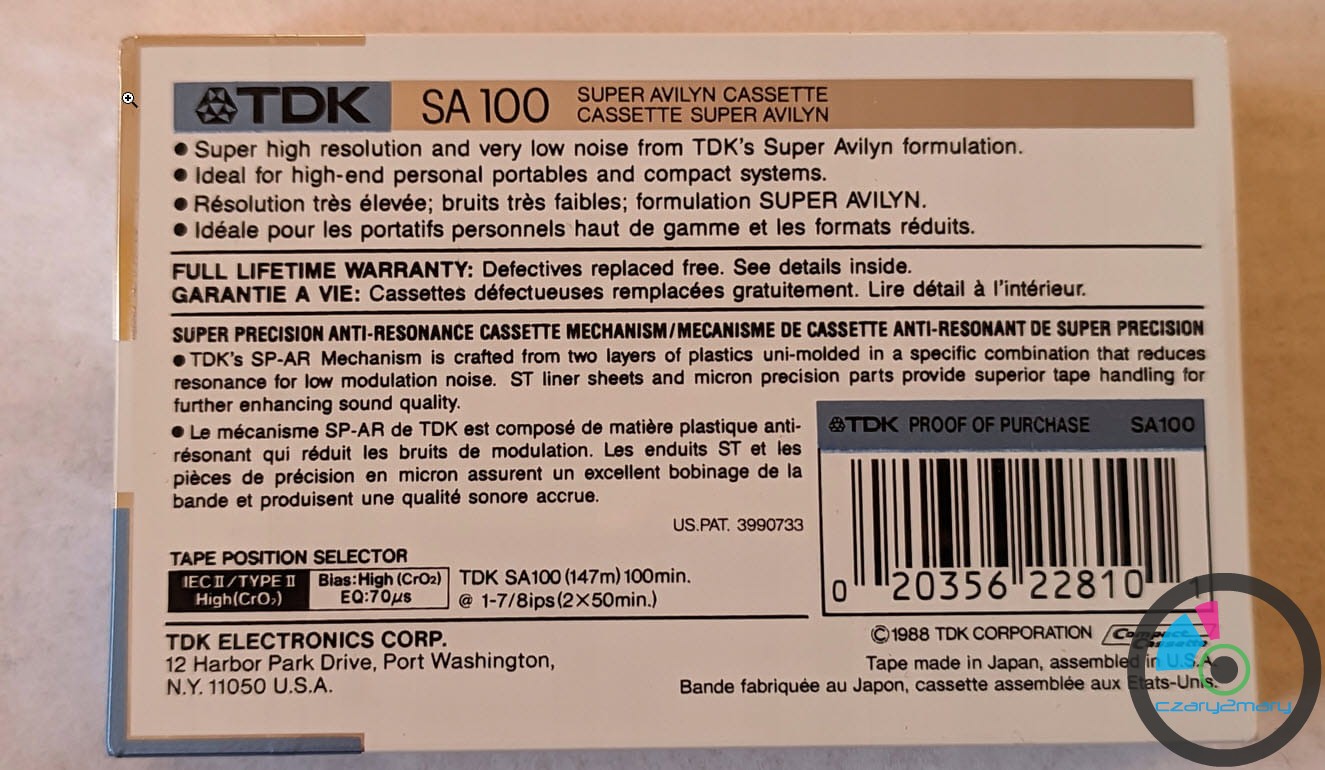 TDK SA 100 SUPER AVILYN CASSETTE
CASSETTE SUPER AVILYN
● Super high resolution and very low noise from TDK's Super Avilyn formulation.
● Ideal for high-end personal portables and compact systems.
● Résolution très élevée; bruits très faibles; formulation SUPER AVILYN.
● Idéale pour les portatifs personnels haut de gamme et les formats réduits.
FULL LIFETIME WARRANTY: Defectives replaced free. See details inside.
GARANTIE A VIE: Cassettes défectueuses remplacées gratuitement. Lire détail à l'intérieur.
SUPER PRECISION ANTI-RESONANCE CASSETTE MECHANISM/MECANISME DE CASSETTE ANTI-RESONANT DE SUPER PRECISION
● TDK's SP-AR Mechanism is crafted from two layers of plastics uni-molded in a specific combination that reduces
resonance for low modulation noise. ST liner sheets and micron precision parts provide superior tape handling for
further enhancing sound quality.
● Le mécanisme SP-AR de TDK est composé de matière plastique anti-
résonant qui réduit les bruits de modulation. Les enduits ST et les
pièces de précision en micron assurent un excellent bobinage de la
bande et produisent une qualité sonore accrue.
US.PAT. 3990733
TDK PROOF OF PURCHASE SA100
0 20356 22810 1
TAPE POSITION SELECTOR
IEC II/TYPE II
High(CrO₂)
Bias:High (CrO₂)
EQ:70μs
TDK SA100 (147m) 100min.
@ 1-7/8ips (2×50min.)
TDK ELECTRONICS CORP.
12 Harbor Park Drive, Port Washington,
N.Y. 11050 U.S.A.
©1988 TDK CORPORATION
Compact
Cassette
Tape made in Japan, assembled in U.S.A.
Bande fabriquée au Japon, cassette assemblée aux Etats-Unis.
czary2mary